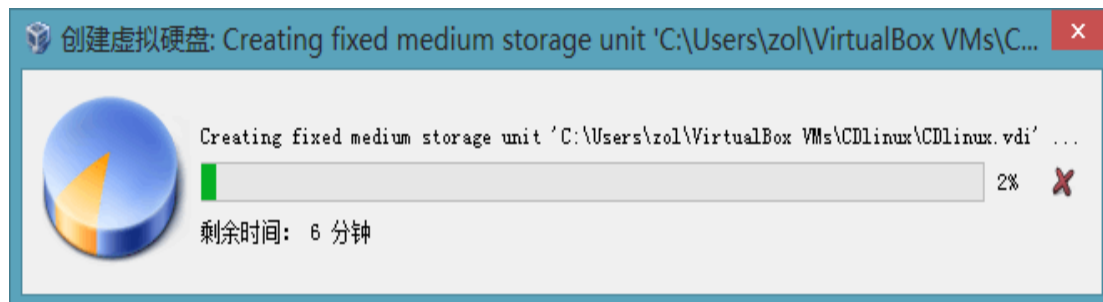 创建虚拟硬盘: Creating fixed medium storage unit 'C:\Users\zol\VirtualBox VMs\C...
Creating fixed medium storage unit 'C:\Users\zol\VirtualBox VMs\CDlinux\CDlinux.vdi' ...
2%
剩余时间: 6 分钟